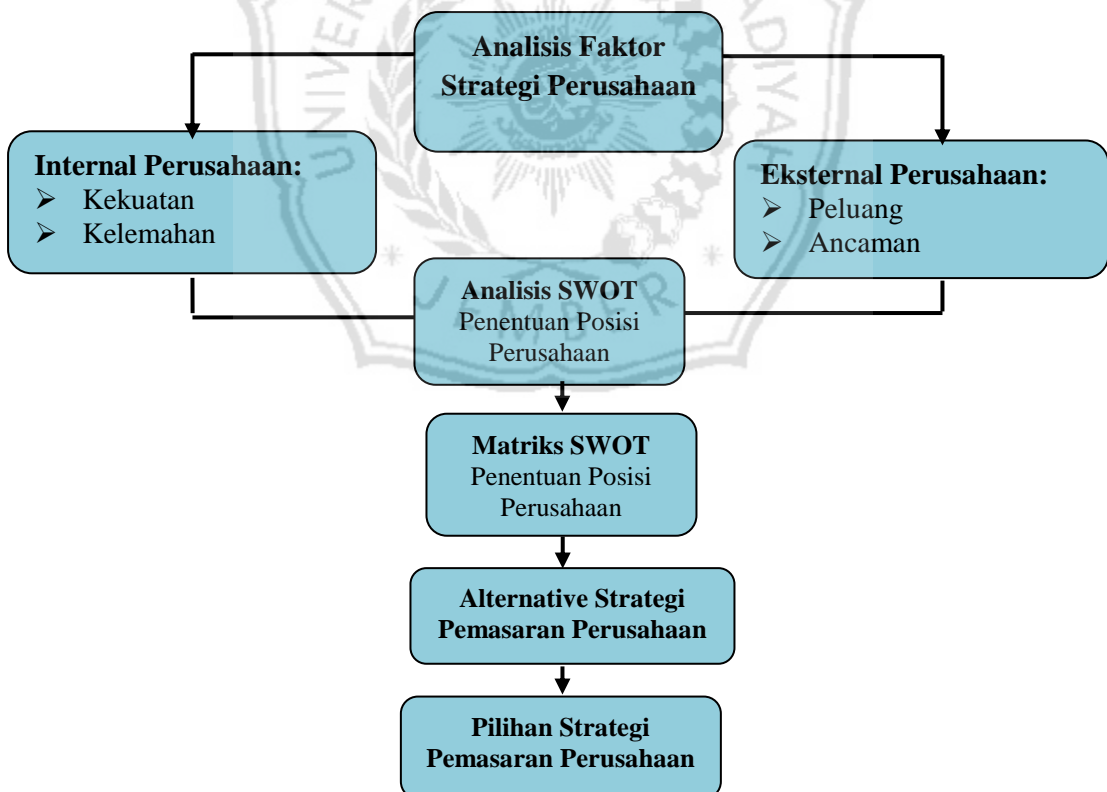 Analisis Faktor
Strategi Perusahaan
Internal Perusahaan:
➢ Kekuatan
➢ Kelemahan
Eksternal Perusahaan:
➢ Peluang
➢ Ancaman
Analisis SWOT
Penentuan Posisi
Perusahaan
Matriks SWOT
Penentuan Posisi
Perusahaan
Alternative Strategi
Pemasaran Perusahaan
Pilihan Strategi
Pemasaran Perusahaan
JEMBER